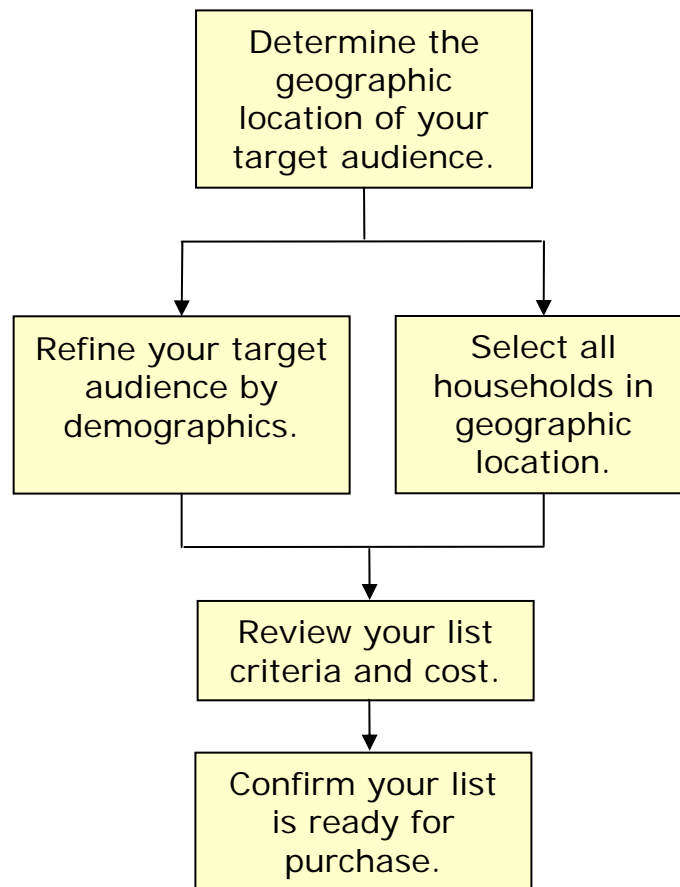 Determine the
geographic
location of your
target audience.
Refine your target
audience by
demographics.
Select all
households in
geographic
location.
Review your list
criteria and cost.
Confirm your list
is ready for
purchase.